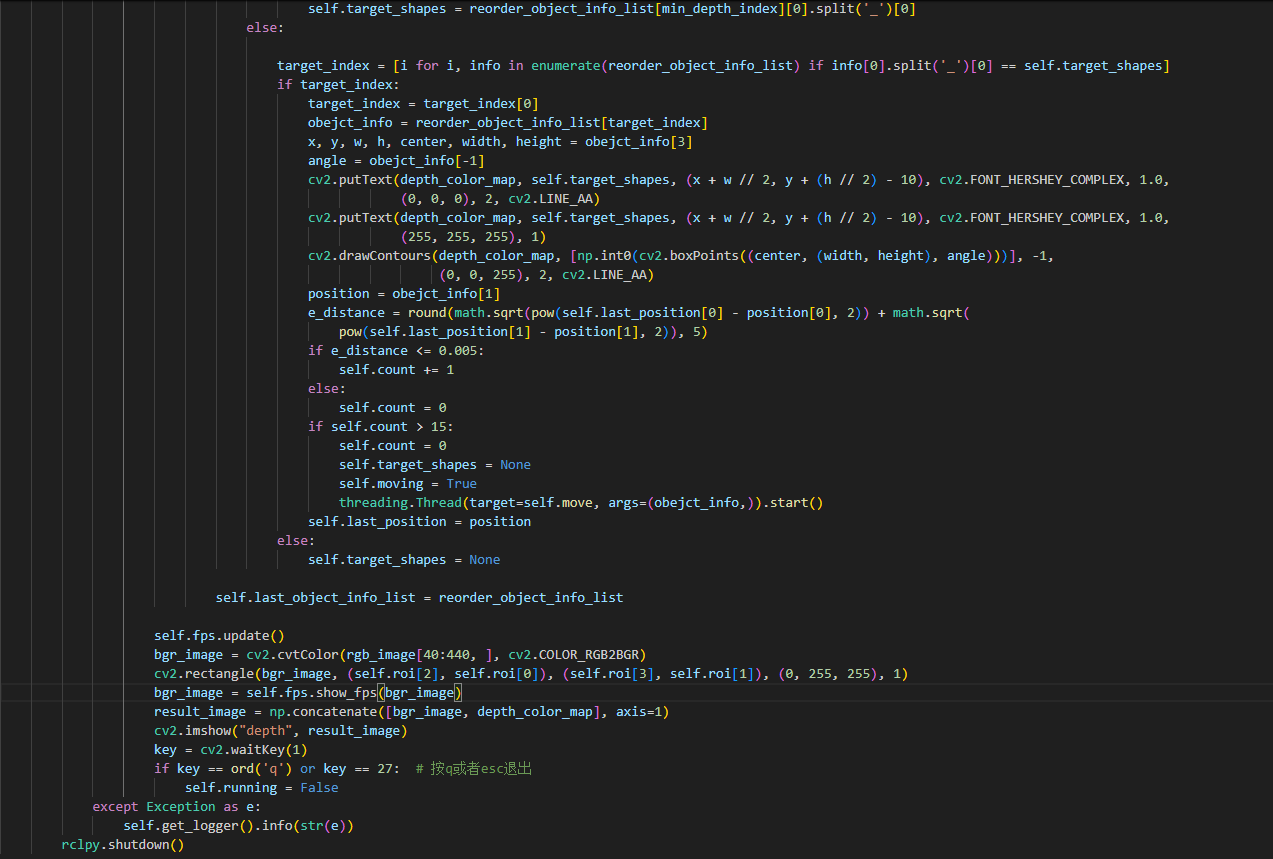 self.target_shapes = reorder_object_info_list[min_depth_index][0].split('_')[0]
else:
target_index = [i for i, info in enumerate(reorder_object_info_list) if info[0].split('_')[0] == self.target_shapes]
if target_index:
target_index = target_index[0]
obejct_info = reorder_object_info_list[target_index]
x, y, w, h, center, width, height = obejct_info[3]
angle = obejct_info[-1]
cv2.putText(depth_color_map, self.target_shapes, (x + w // 2, y + (h // 2) - 10), cv2.FONT_HERSHEY_COMPLEX, 1.0,
(0, 0, 0), 2, cv2.LINE_AA)
cv2.putText(depth_color_map, self.target_shapes, (x + w // 2, y + (h // 2) - 10), cv2.FONT_HERSHEY_COMPLEX, 1.0,
(255, 255, 255), 1)
cv2.drawContours(depth_color_map, [np.int0(cv2.boxPoints((center, (width, height), angle)))], -1,
(0, 0, 255), 2, cv2.LINE_AA)
position = obejct_info[1]
e_distance = round(math.sqrt(pow(self.last_position[0] - position[0], 2)) + math.sqrt(
pow(self.last_position[1] - position[1], 2)), 5)
if e_distance <= 0.005:
self.count += 1
else:
self.count = 0
if self.count > 15:
self.count = 0
self.target_shapes = None
self.moving = True
threading.Thread(target=self.move, args=(obejct_info,)).start()
self.last_position = position
else:
self.target_shapes = None
self.last_object_info_list = reorder_object_info_list
self.fps.update()
bgr_image = cv2.cvtColor(rgb_image[40:440, ], cv2.COLOR_RGB2BGR)
cv2.rectangle(bgr_image, (self.roi[2], self.roi[0]), (self.roi[3], self.roi[1]), (0, 255, 255), 1)
bgr_image = self.fps.show_fps(bgr_image)
result_image = np.concatenate([bgr_image, depth_color_map], axis=1)
cv2.imshow("depth", result_image)
key = cv2.waitKey(1)
if key == ord('q') or key == 27:  # 按q或者esc退出
self.running = False
except Exception as e:
self.get_logger().info(str(e))
rclpy.shutdown()